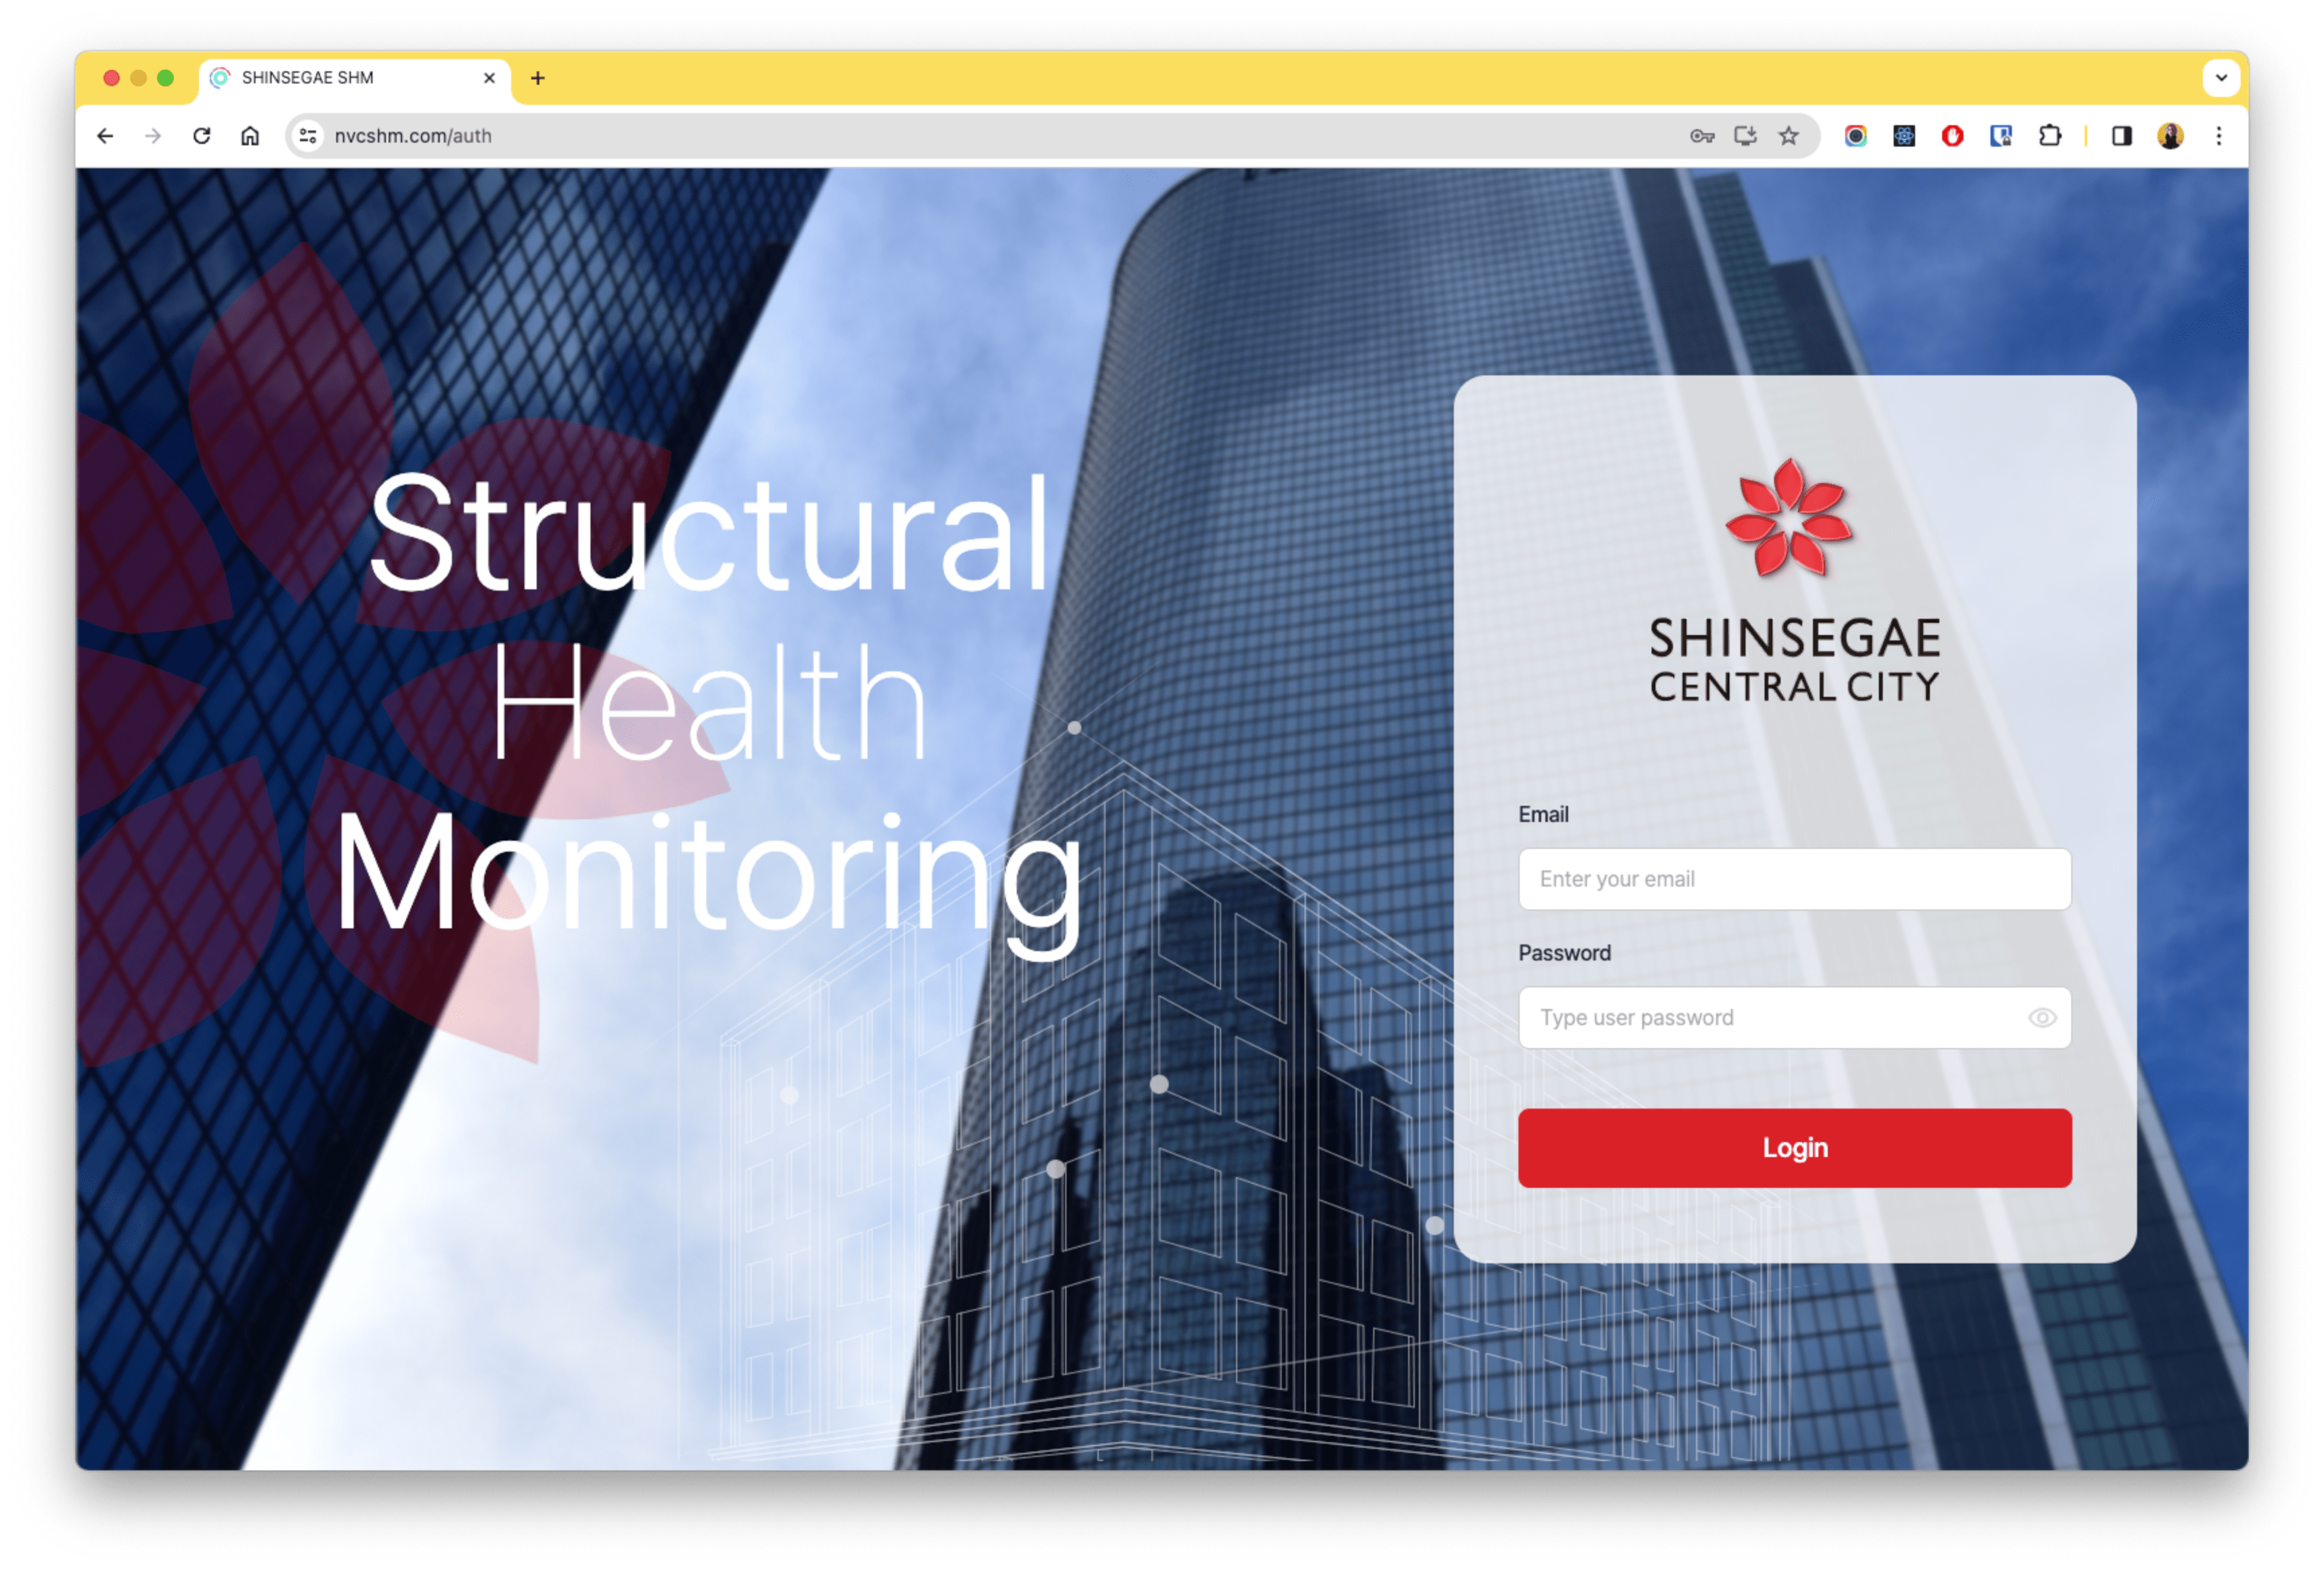 SHINSEGAE SHM
nvcshm.com/auth
Structural
Health
Monitoring
SHINSEGAE
CENTRAL CITY
Email
Enter your email
Password
Type user password
Login